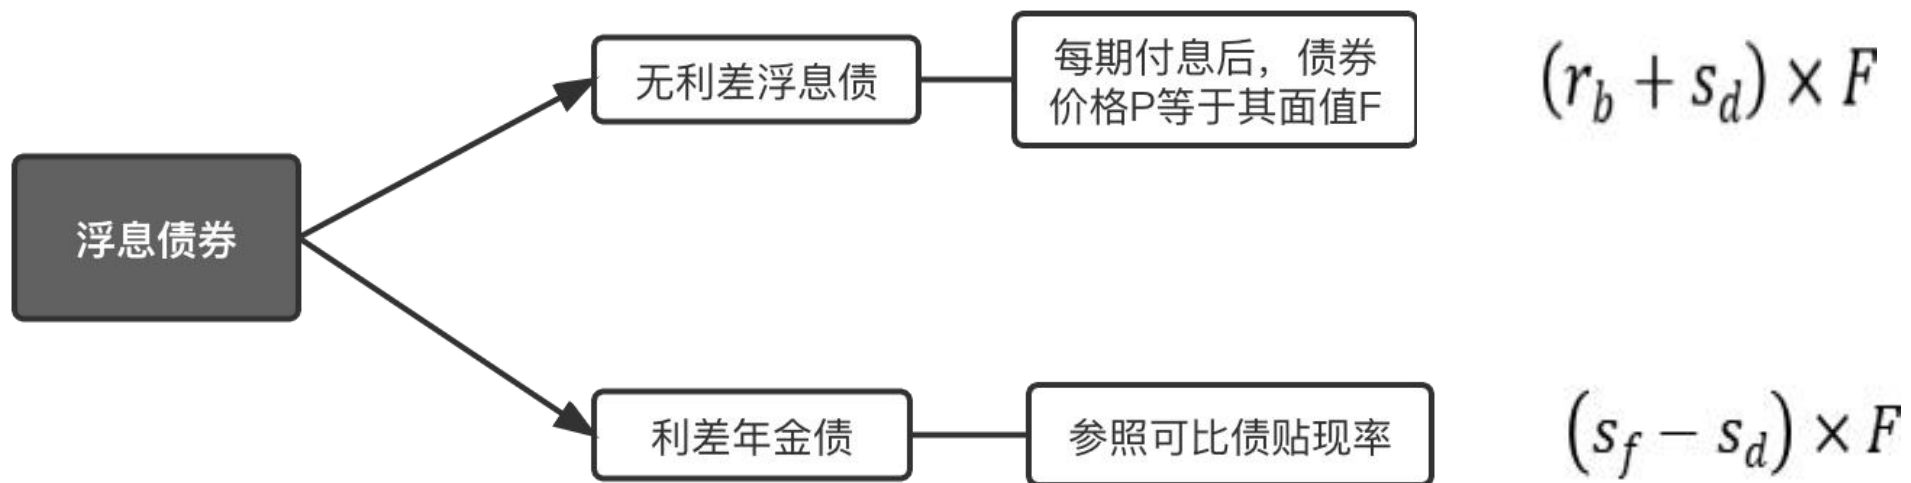 浮息债券
无利差浮息债
每期付息后，债券
价格P等于其面值F
$(r_b + s_d) \times F$
利差年金债
参照可比债贴现率
$(s_f - s_d) \times F$